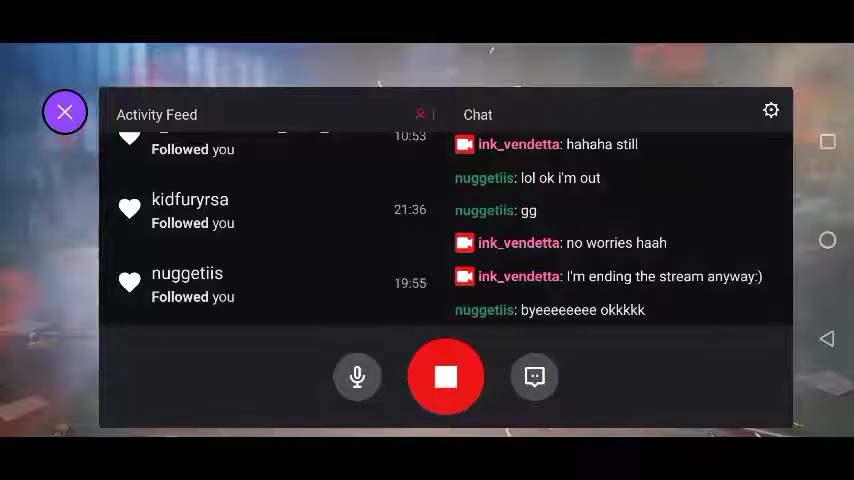 Activity Feed
1
Chat
10:53
Followed you
kidfuryrsa
21:36
Followed you
nuggetiis
19:55
Followed you
ink_vendetta: hahaha still
nuggetiis: lol ok i'm out
nuggetiis: gg
ink_vendetta: no worries haah
ink_vendetta: I'm ending the stream anyway:)
nuggetiis: byeeeeeeee okkkkk